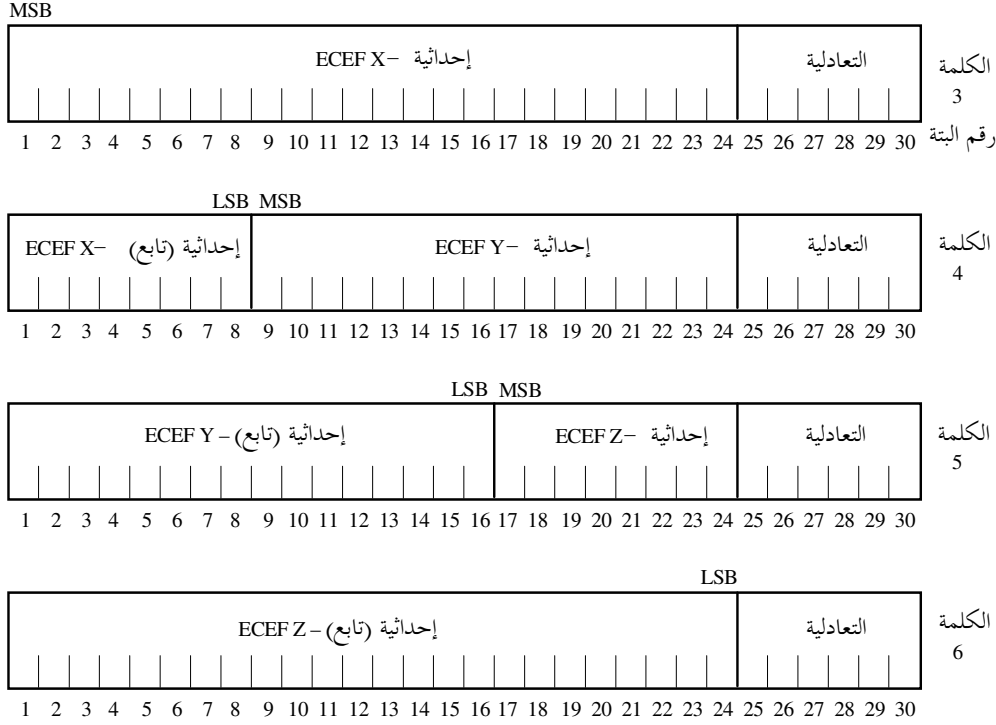 MSB
إحداثية ECEF X−
التعادلية
الكلمة
3
1 2 3 4 5 6 7 8 9 10 11 12 13 14 15 16 17 18 19 20 21 22 23 24 25 26 27 28 29 30
رقم البتة
LSB MSB
إحداثية (تابع) ECEF X−
إحداثية ECEF Y−
التعادلية
الكلمة
4
1 2 3 4 5 6 7 8 9 10 11 12 13 14 15 16 17 18 19 20 21 22 23 24 25 26 27 28 29 30
LSB MSB
إحداثية (تابع) – ECEF Y
إحداثية ECEF Z−
التعادلية
الكلمة
5
1 2 3 4 5 6 7 8 9 10 11 12 13 14 15 16 17 18 19 20 21 22 23 24 25 26 27 28 29 30
LSB
إحداثية (تابع) – ECEF Z
التعادلية
الكلمة
6
1 2 3 4 5 6 7 8 9 10 11 12 13 14 15 16 17 18 19 20 21 22 23 24 25 26 27 28 29 30